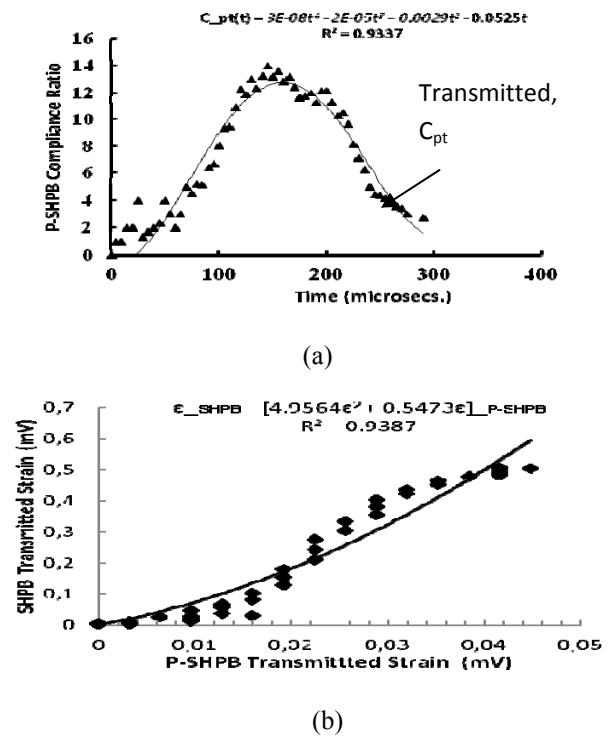 C_pt(t) = 3E-08t⁴ - 2E-05t³ - 0.0029t² - 0.0525t
R² = 0.9337
P-SHPB Compliance Ratio
16
14
12
10
8
6
4
2
0
0 100 200 300 400
Time (microsecs.)
Transmitted,
C_pt
(a)
ε_SHPB [4.9564ε² + 0.5473ε]_P-SHPB
R² 0.9387
SHPB Transmitted Strain (mV)
0,7
0,6
0,5
0,4
0,3
0,2
0,1
0
0 0,01 0,02 0,03 0,04 0,05
P-SHPB Transmittted Strain (mV)
(b)